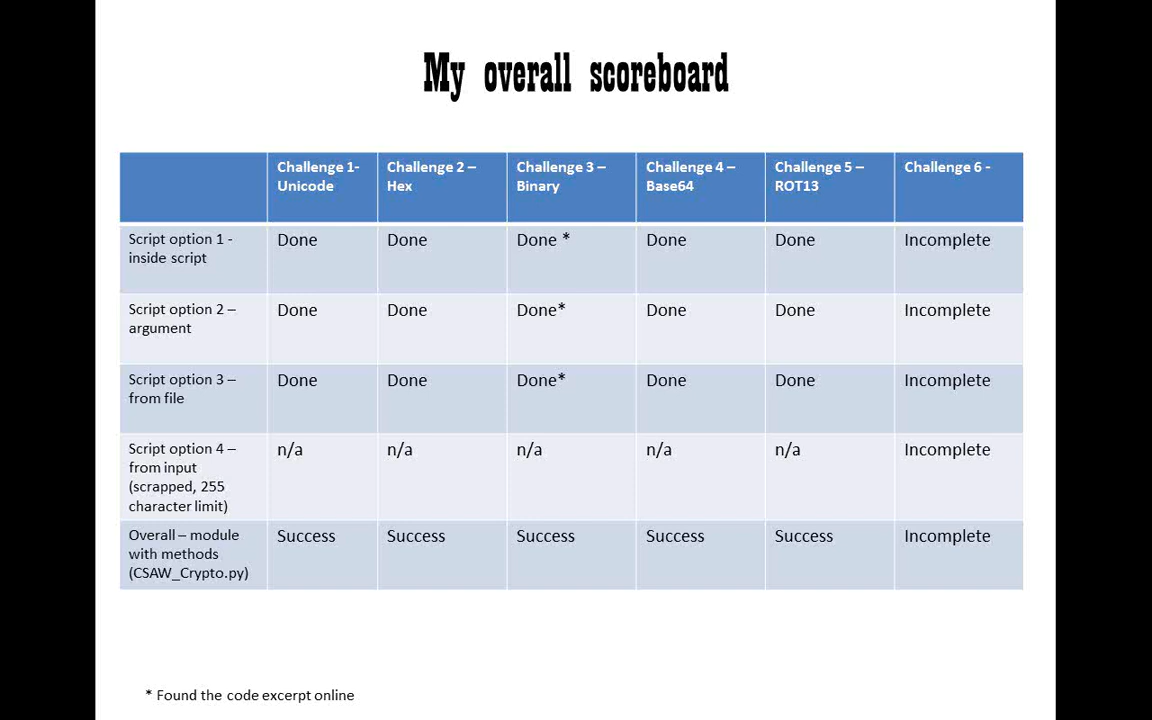 My overall scoreboard
Challenge 1- Challenge 2 – Challenge 3 – Challenge 4 – Challenge 5 – Challenge 6 -
Unicode Hex Binary Base64 ROT13
Script option 1 - Done Done Done * Done Done Incomplete
inside script
Script option 2 – Done Done Done* Done Done Incomplete
argument
Script option 3 – Done Done Done* Done Done Incomplete
from file
Script option 4 – n/a n/a n/a n/a n/a Incomplete
from input
(scrapped, 255
character limit)
Overall – module Success Success Success Success Success Incomplete
with methods
(CSAW_Crypto.py)
* Found the code excerpt online